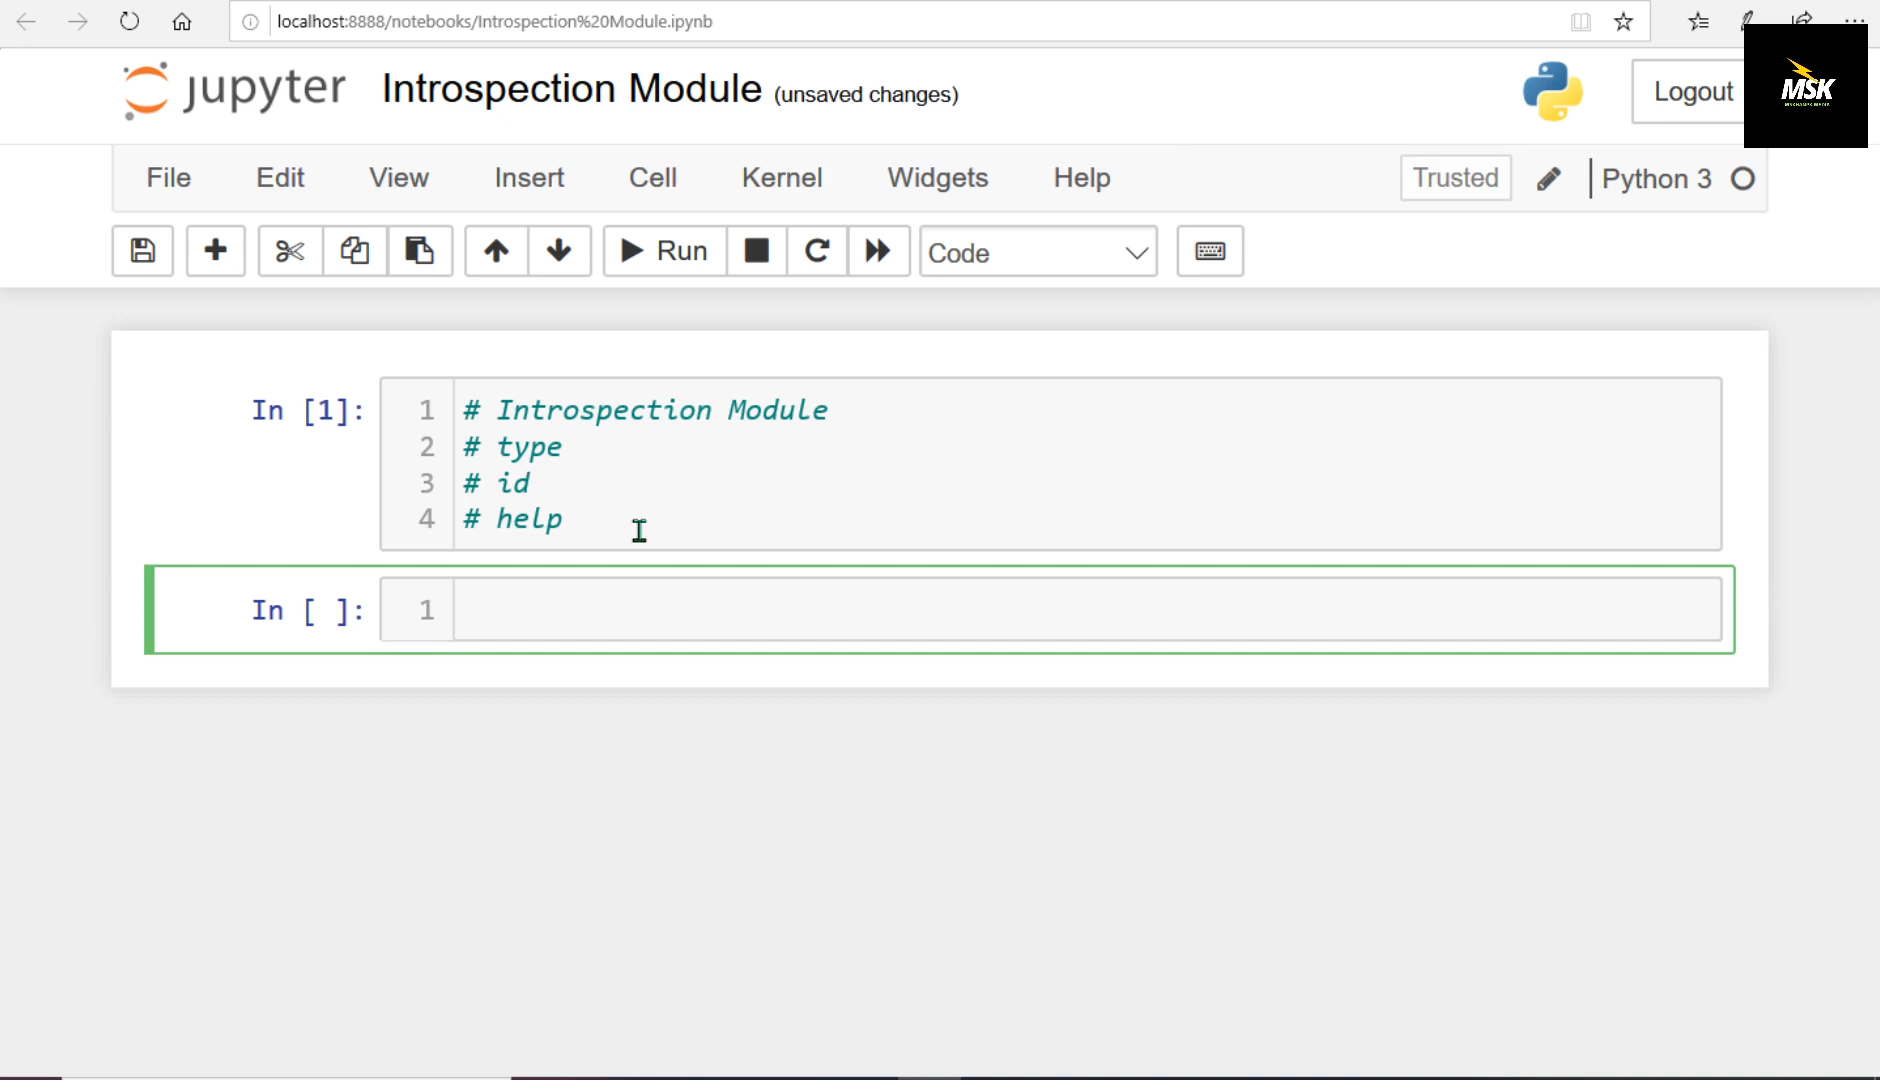 localhost:8888/notebooks/Introspection%20Module.ipynb
jupyter Introspection Module (unsaved changes)
Logout
MSK
File Edit View Insert Cell Kernel Widgets Help Trusted Python 3
Run Code
In [1]: 1 # Introspection Module
2 # type
3 # id
4 # help
In [ ]: 1